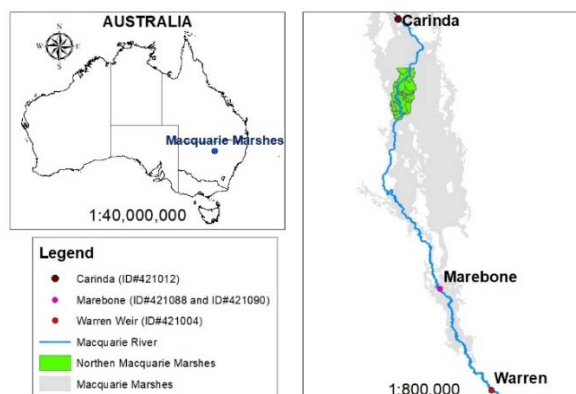 AUSTRALIA
N
W E
S
Macquarie Marshes
1:40,000,000
Legend
Carinda (ID#421012)
Marebone (ID#421088 and ID#421090)
Warren Weir (ID#421004)
Macquarie River
Northen Macquarie Marshes
Macquarie Marshes
Carinda
Marebone
Warren
1:800,000